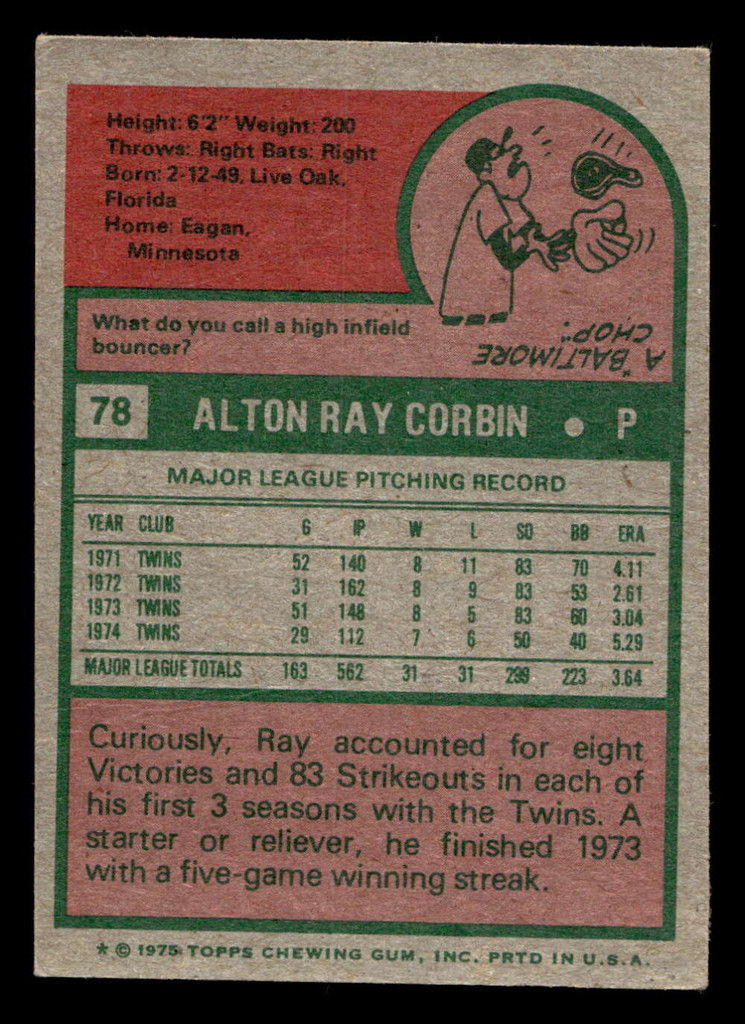 Height: 6'2" Weight: 200
Throws: Right Bats: Right
Born: 2-12-49, Live Oak,
Florida
Home: Eagan,
Minnesota
What do you call a high infield
bouncer?
A "BALTIMORE
CHOP".
78 ALTON RAY CORBIN • P
MAJOR LEAGUE PITCHING RECORD
YEAR CLUB G IP W L SO BB ERA
1971 TWINS 52 140 8 11 83 70 4.11
1972 TWINS 31 162 8 9 83 53 2.61
1973 TWINS 51 148 8 5 83 60 3.04
1974 TWINS 29 112 7 6 50 40 5.29
MAJOR LEAGUE TOTALS 163 562 31 31 299 223 3.64
Curiously, Ray accounted for eight
Victories and 83 Strikeouts in each of
his first 3 seasons with the Twins. A
starter or reliever, he finished 1973
with a five-game winning streak.
* © 1975 TOPPS CHEWING GUM, INC. PRTD IN U.S.A.